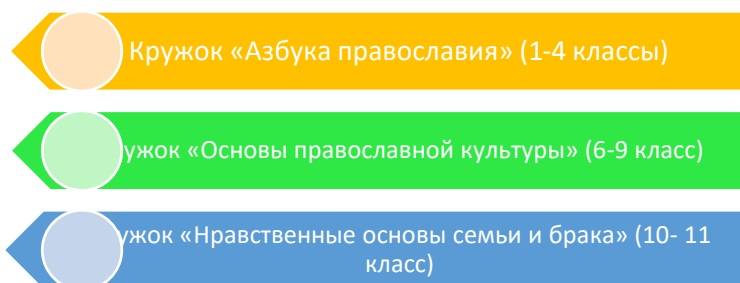 Кружок «Азбука православия» (1-4 классы)
ужок «Основы православной культуры» (6-9 класс)
ужок «Нравственные основы семьи и брака» (10- 11
класс)